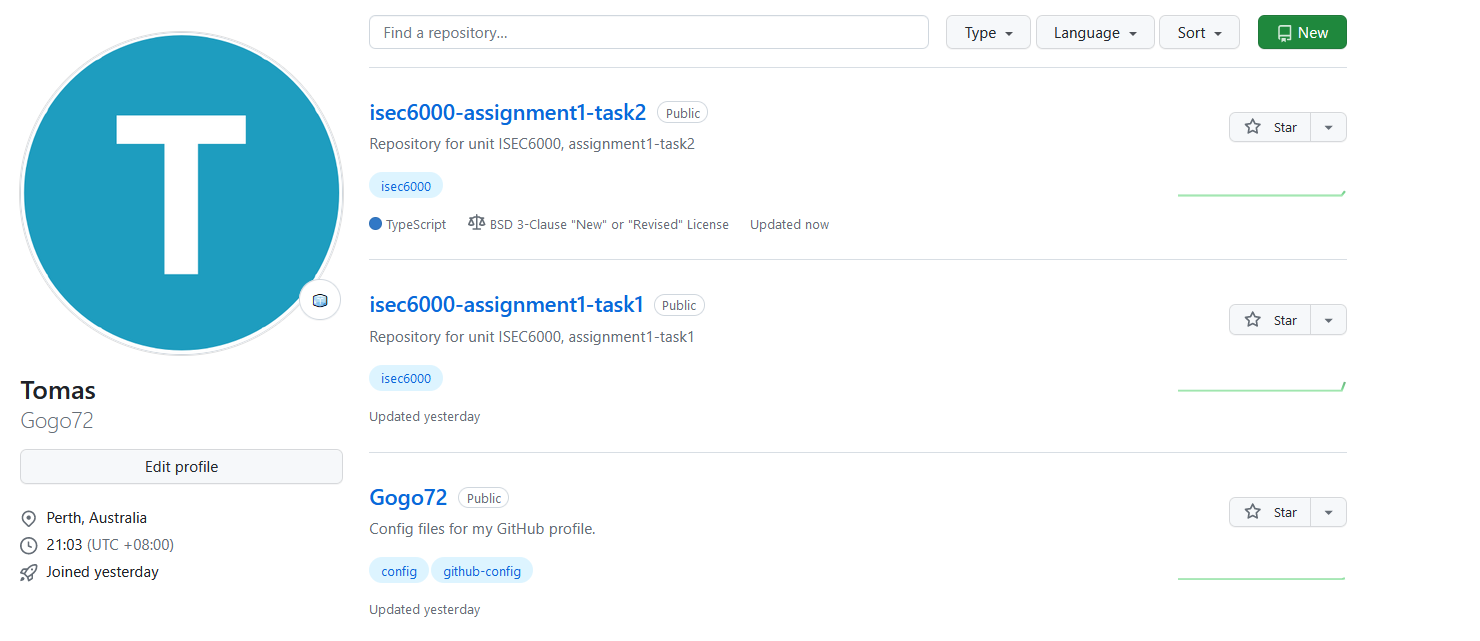 T
Tomas
Gogo72
Edit profile
Perth, Australia
21:03 (UTC +08:00)
Joined yesterday
Find a repository...
Type
Language
Sort
New
isec6000-assignment1-task2 Public
Star
Repository for unit ISEC6000, assignment1-task2
isec6000
TypeScript BSD 3-Clause "New" or "Revised" License Updated now
isec6000-assignment1-task1 Public
Star
Repository for unit ISEC6000, assignment1-task1
isec6000
Updated yesterday
Gogo72 Public
Star
Config files for my GitHub profile.
config github-config
Updated yesterday